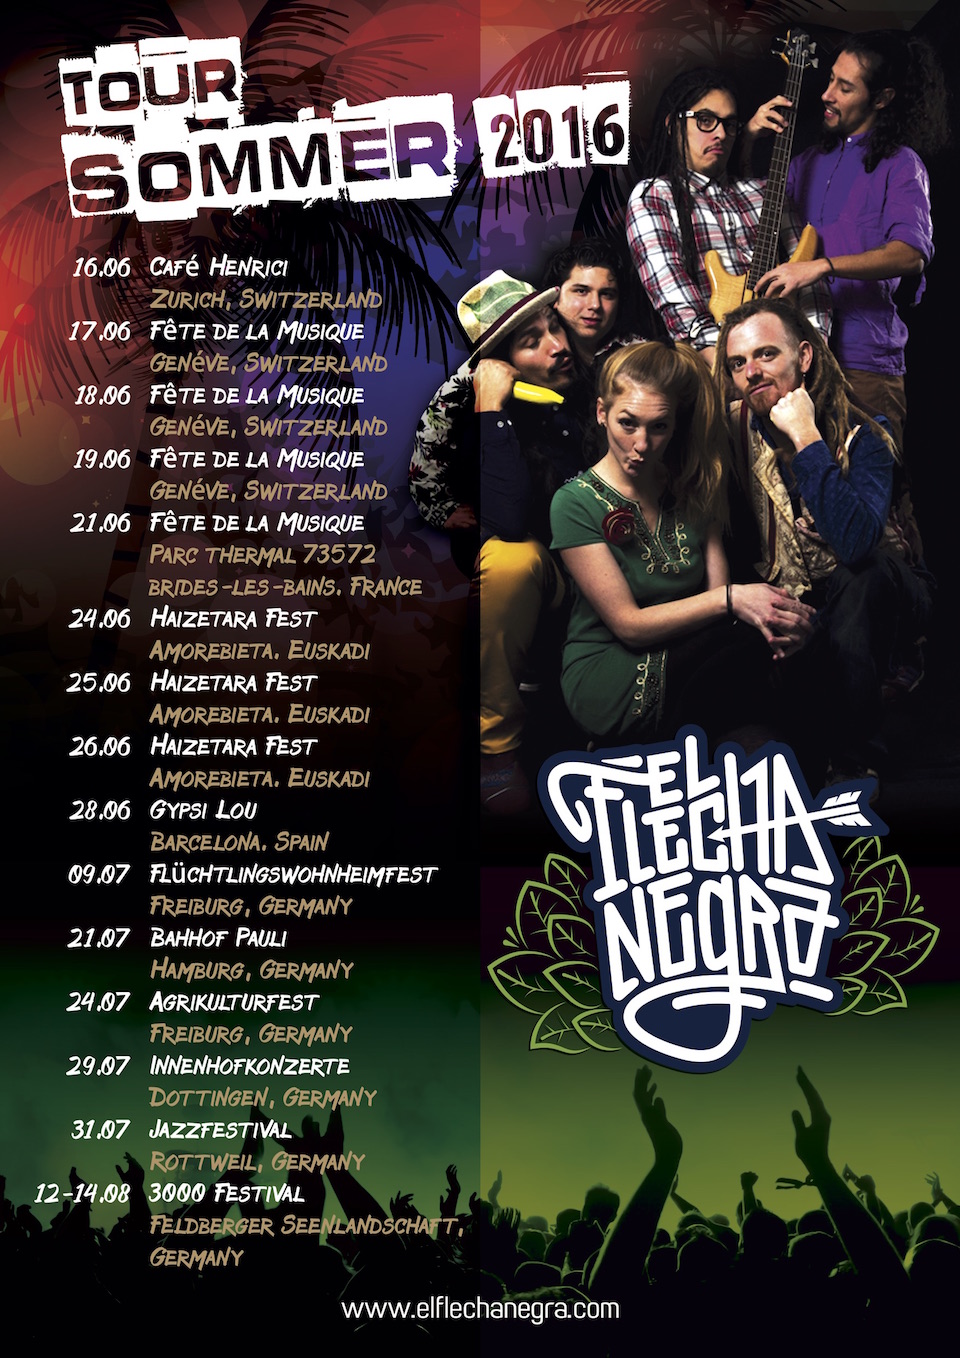 TOUR
SOMMER 2016
16.06 Café Henrici
Zurich, Switzerland
17.06 Fête de la Musique
Genéve, Switzerland
18.06 Fête de la Musique
Genéve, Switzerland
19.06 Fête de la Musique
Genéve, Switzerland
21.06 Fête de la Musique
Parc thermal 73572
brides-les-bains. France
24.06 Haizetara Fest
Amorebieta. Euskadi
25.06 Haizetara Fest
Amorebieta. Euskadi
26.06 Haizetara Fest
Amorebieta. Euskadi
28.06 Gypsi Lou
Barcelona. Spain
09.07 Flüchtlingswohnheimfest
Freiburg, Germany
21.07 Bahhof Pauli
Hamburg, Germany
24.07 Agrikulturfest
Freiburg, Germany
29.07 Innenhofkonzerte
Dottingen, Germany
31.07 Jazzfestival
Rottweil, Germany
12-14.08 3000 Festival
Feldberger Seenlandschaft,
Germany
EL
FLECHA
NEGRA
www.elflechanegra.com